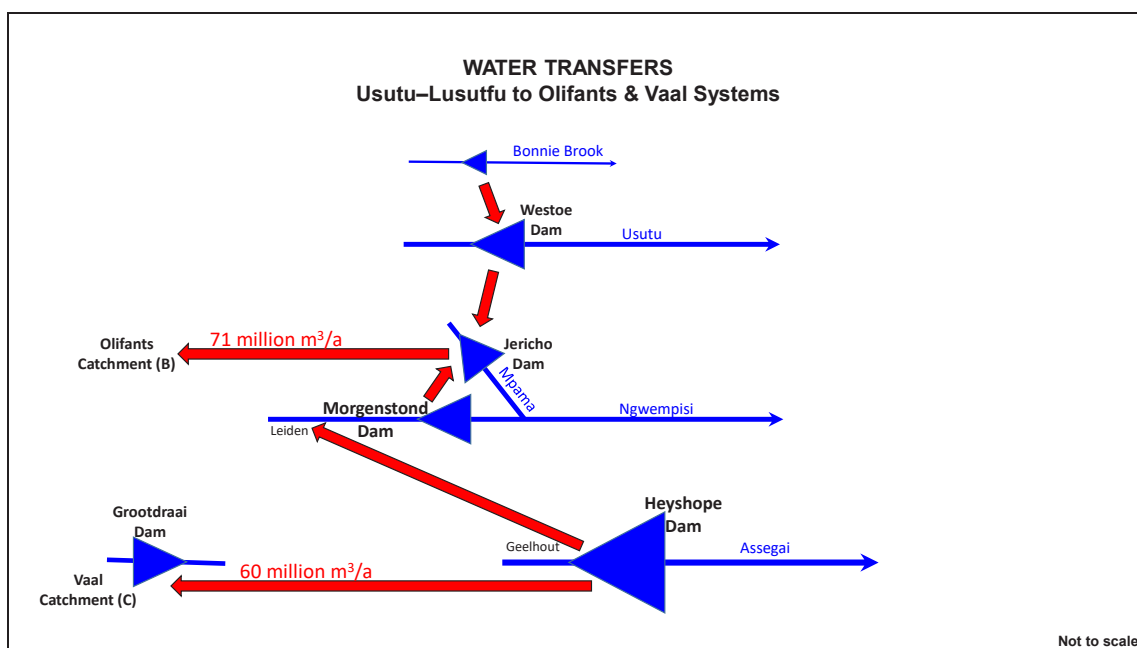 WATER TRANSFERS
Usutu–Lusutfu to Olifants & Vaal Systems
Bonnie Brook
Westoe
Dam
Usutu
71 million m³/a
Olifants
Catchment (B)
Jericho
Dam
Mpama
Morgenstond
Dam
Ngwempisi
Leiden
Heyshope
Dam
Grootdraai
Dam
Geelhout
Assegai
60 million m³/a
Vaal
Catchment (C)
Not to scale